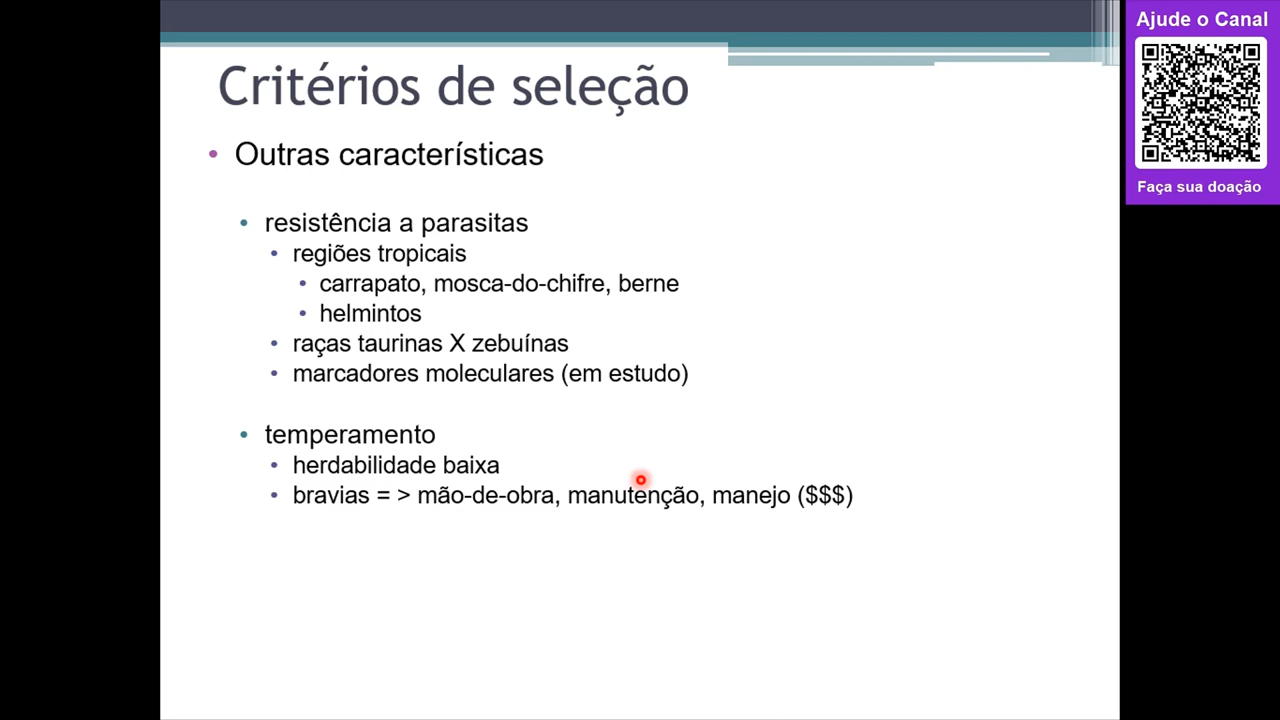 Critérios de seleção
• Outras características
• resistência a parasitas
• regiões tropicais
• carrapato, mosca-do-chifre, berne
• helmintos
• raças taurinas X zebuínas
• marcadores moleculares (em estudo)
• temperamento
• herdabilidade baixa
• bravias = > mão-de-obra, manutenção, manejo ($$$)
Ajude o Canal
Faça sua doação